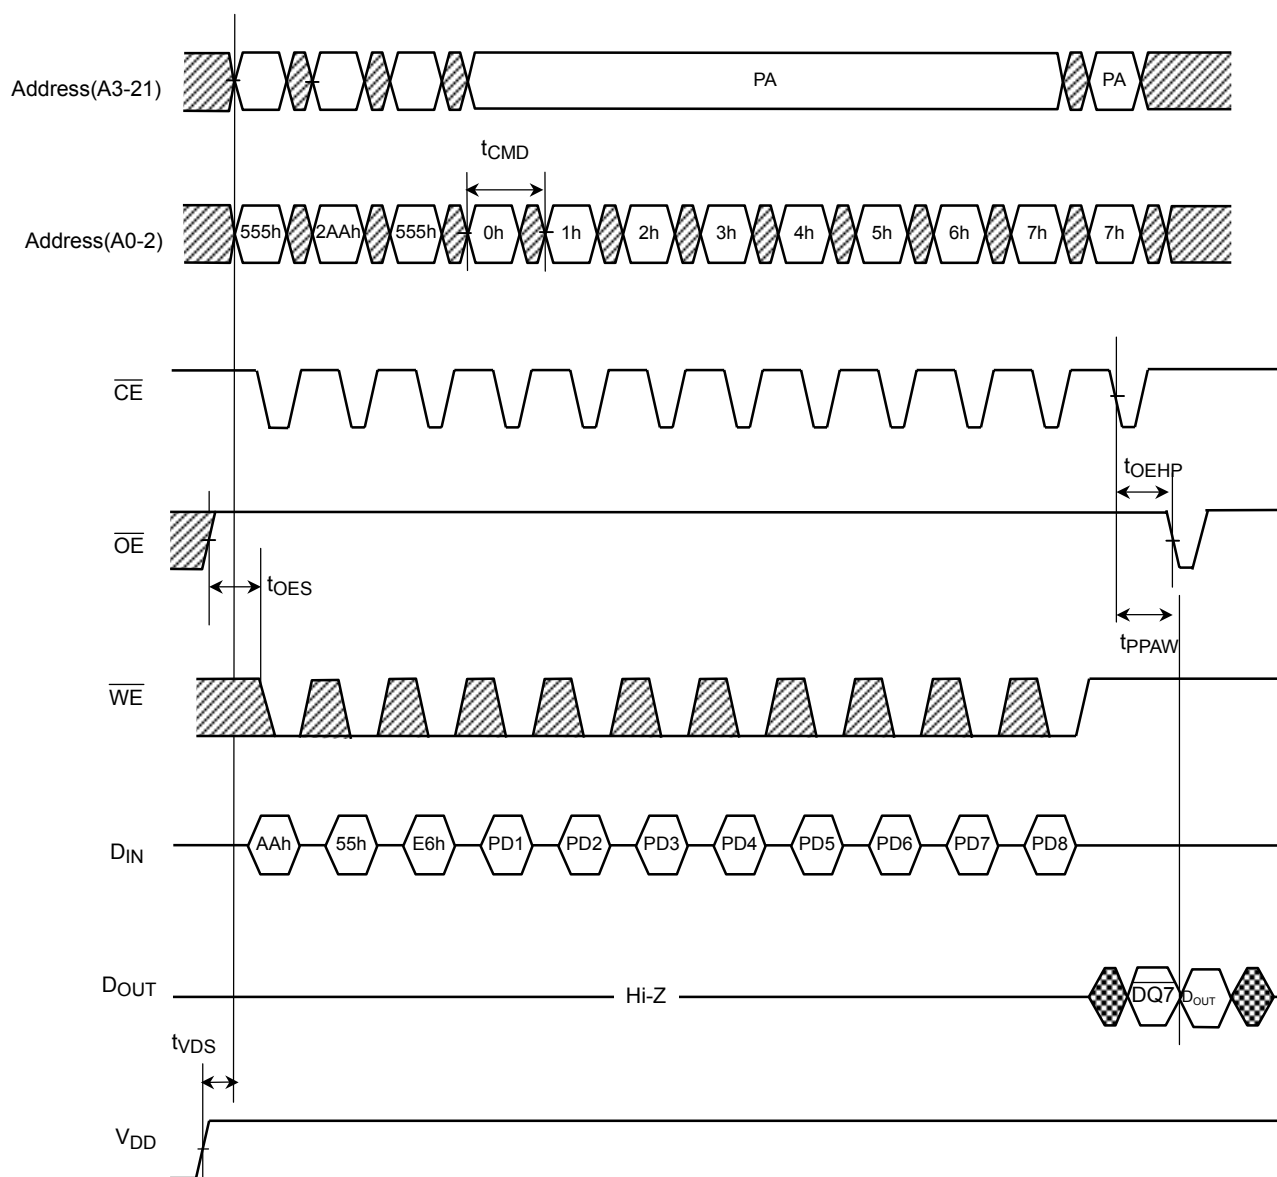 Address(A3-21) PA PA
tCMD
Address(A0-2) 555h 2AAh 555h 0h 1h 2h 3h 4h 5h 6h 7h 7h
CE
tOEHP
OE
tOES
tPPAW
WE
DIN AAh 55h E6h PD1 PD2 PD3 PD4 PD5 PD6 PD7 PD8
DOUT Hi-Z DQ7 DOUT
tVDS
VDD